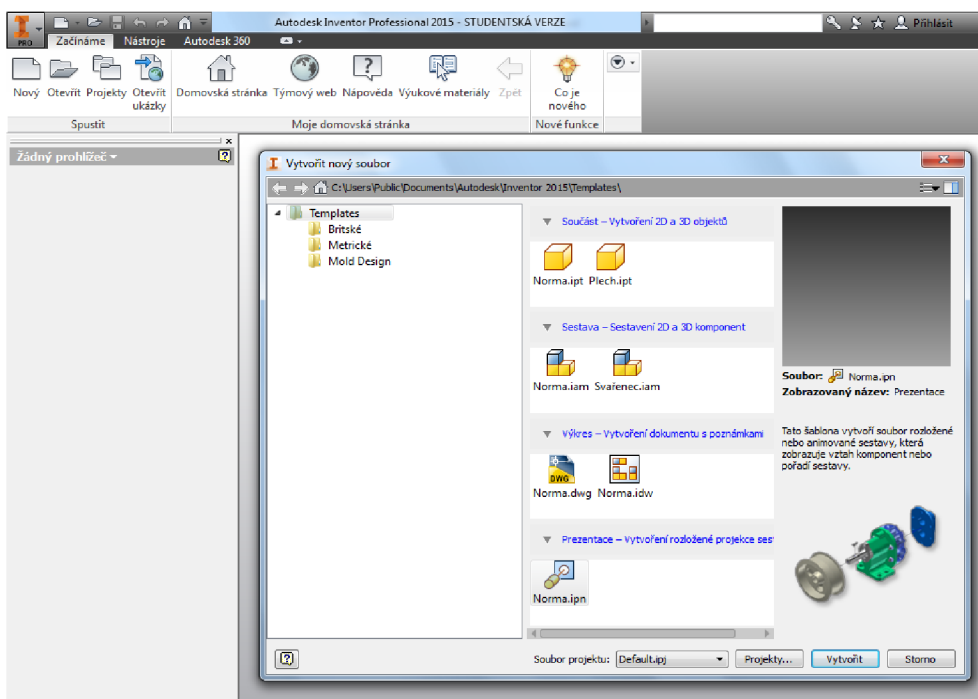 Autodesk Inventor Professional 2015 - STUDENTSKÁ VERZE
Přihlásit
PRO
Začínáme Nástroje Autodesk 360
Nový Otevřít Projekty Otevřít ukázky
Domovská stránka Týmový web Nápověda Výukové materiály Zpět
Co je nového
Spustit
Moje domovská stránka
Nové funkce
Žádný prohlížeč
Vytvořit nový soubor
C:\Users\Public\Documents\Autodesk\Inventor 2015\Templates\
Templates
Britské
Metrické
Mold Design
Součást – Vytvoření 2D a 3D objektů
Norma.ipt Plech.ipt
Sestava – Sestavení 2D a 3D komponent
Norma.iam Svařenec.iam
Výkres – Vytvoření dokumentu s poznámkami
DWG
Norma.dwg Norma.idw
Prezentace – Vytvoření rozložené projekce ses
Norma.ipn
Soubor: Norma.ipn
Zobrazovaný název: Prezentace
Tato šablona vytvoří soubor rozložené
nebo animované sestavy, která
zobrazuje vztah komponent nebo
pořadí sestavy.
Soubor projektu: Default.ipj Projekty... Vytvořit Storno